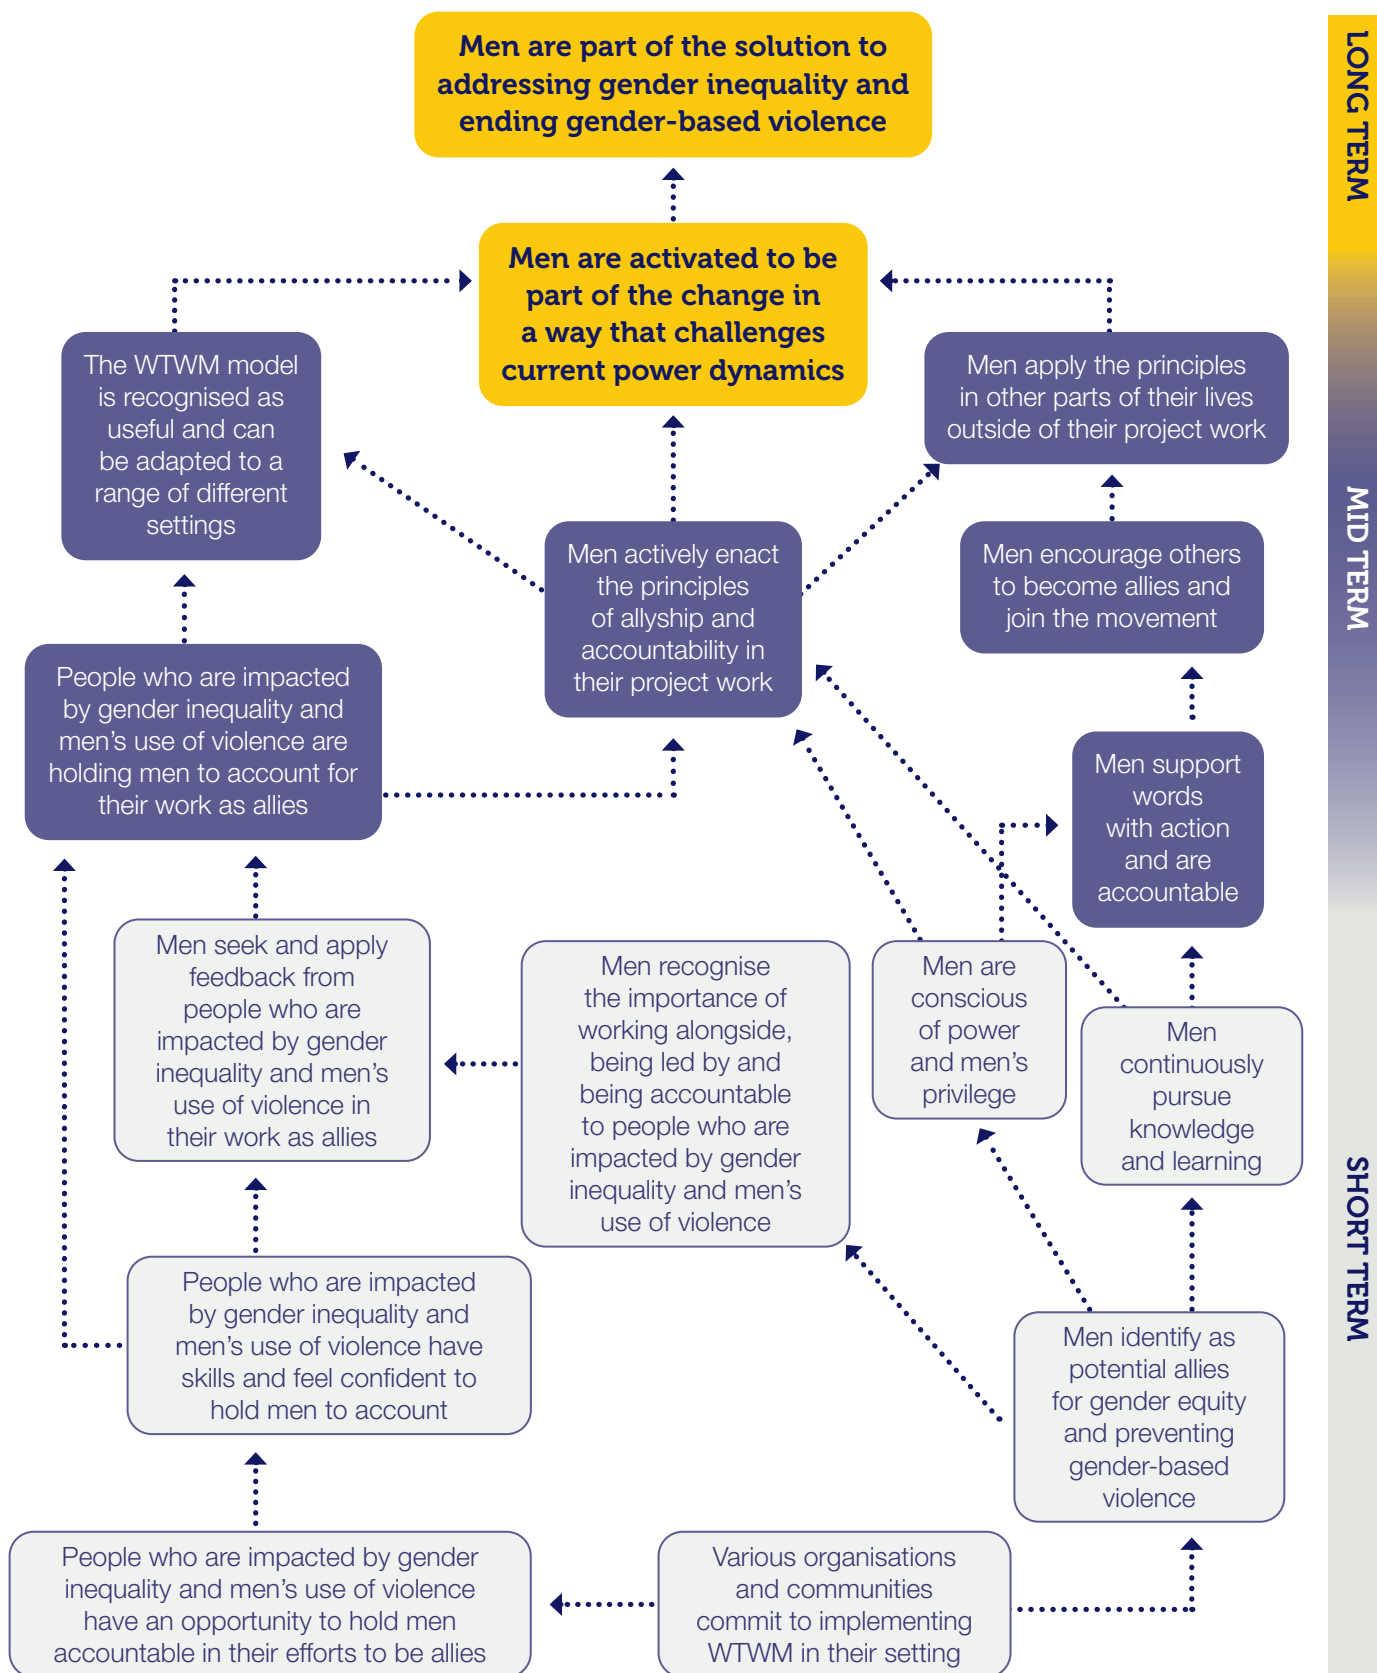 Men are part of the solution to
addressing gender inequality and
ending gender-based violence
LONG TERM
Men are activated to be
part of the change in
a way that challenges
current power dynamics
The WTWM model
is recognised as
useful and can
be adapted to a
range of different
settings
Men apply the principles
in other parts of their lives
outside of their project work
MID TERM
Men actively enact
the principles
of allyship and
accountability in
their project work
Men encourage others
to become allies and
join the movement
People who are impacted
by gender inequality and
men's use of violence are
holding men to account for
their work as allies
Men support
words
with action
and are
accountable
Men seek and apply
feedback from
people who are
impacted by gender
inequality and men's
use of violence in
their work as allies
Men recognise
the importance of
working alongside,
being led by and
being accountable
to people who are
impacted by gender
inequality and men's
use of violence
Men are
conscious
of power
and men's
privilege
Men
continuously
pursue
knowledge
and learning
SHORT TERM
People who are impacted
by gender inequality and
men's use of violence have
skills and feel confident to
hold men to account
Men identify as
potential allies
for gender equity
and preventing
gender-based
violence
People who are impacted by gender
inequality and men's use of violence
have an opportunity to hold men
accountable in their efforts to be allies
Various organisations
and communities
commit to implementing
WTWM in their setting